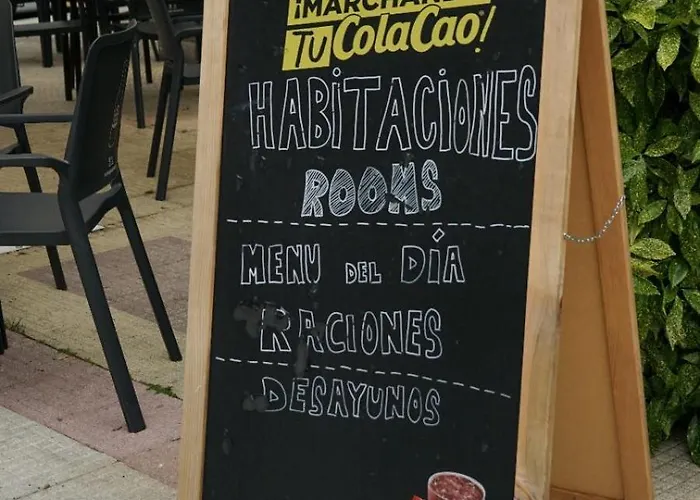 ¡MARCHANDO
TU ColaCao!
HABiTACIONES
ROOMS
MENU DEL DíA
RACIONES
DESAYUNOS